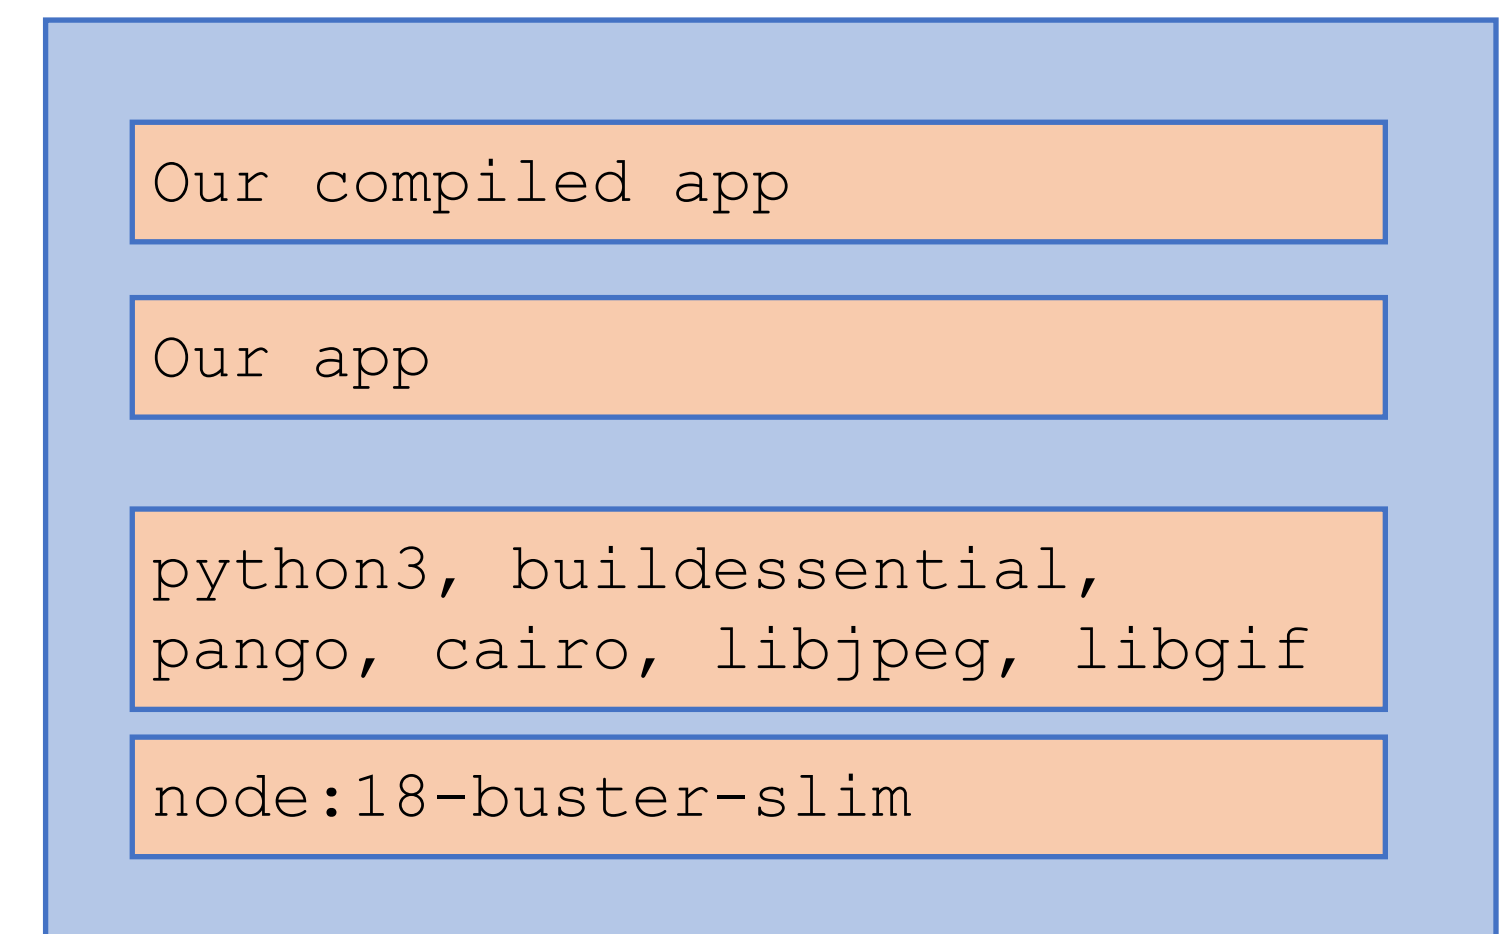 Our compiled app
Our app
python3, buildessential,
pango, cairo, libjpeg, libgif
node:18-buster-slim